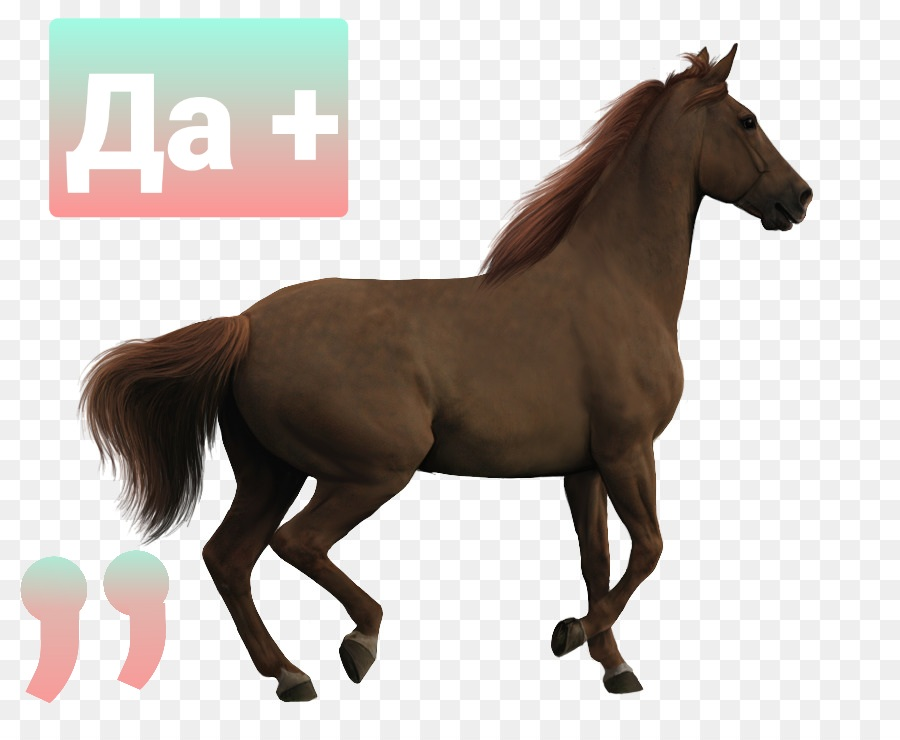 Да +
,,